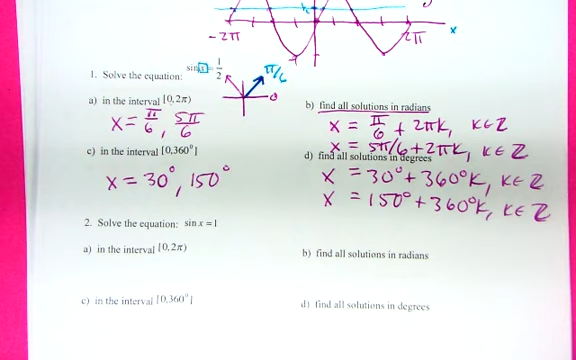 -2π
2π
x
1. Solve the equation: sin x = 1/2
π/6
0
a) in the interval [0,2π)
x = π/6, 5π/6
b) find all solutions in radians
x = π/6 + 2πk, k∈Z
x = 5π/6 + 2πk, k∈Z
c) in the interval [0,360°]
x = 30°, 150°
d) find all solutions in degrees
x = 30° + 360°k, k∈Z
x = 150° + 360°k, k∈Z
2. Solve the equation: sin x = 1
a) in the interval [0,2π)
b) find all solutions in radians
c) in the interval [0,360°]
d) find all solutions in degrees